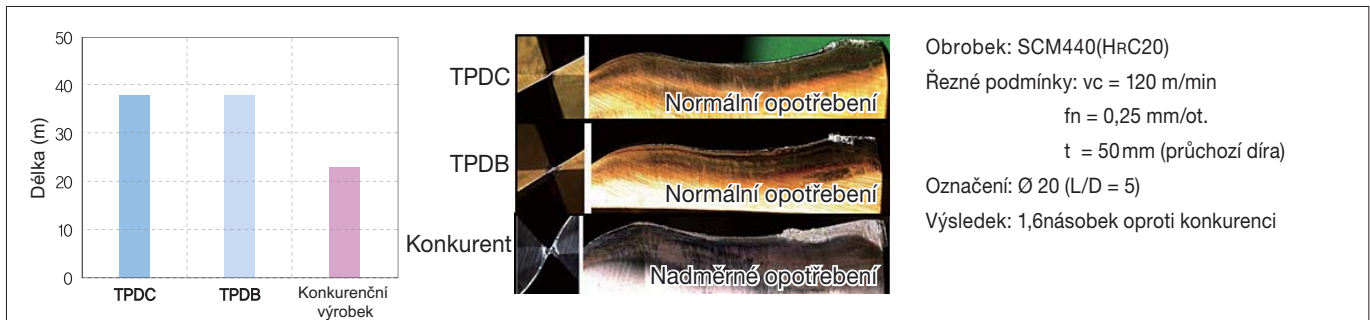 50
40
30
20
10
0
Délka (m)
TPDC
TPDB
Konkurenční
výrobek
TPDC
Normální opotřebení
TPDB
Normální opotřebení
Konkurent
Nadměrné opotřebení
Obrobek: SCM440(HRC20)
Řezné podmínky: vc = 120 m/min
fn = 0,25 mm/ot.
t = 50 mm (průchozí díra)
Označení: Ø 20 (L/D = 5)
Výsledek: 1,6násobek oproti konkurenci